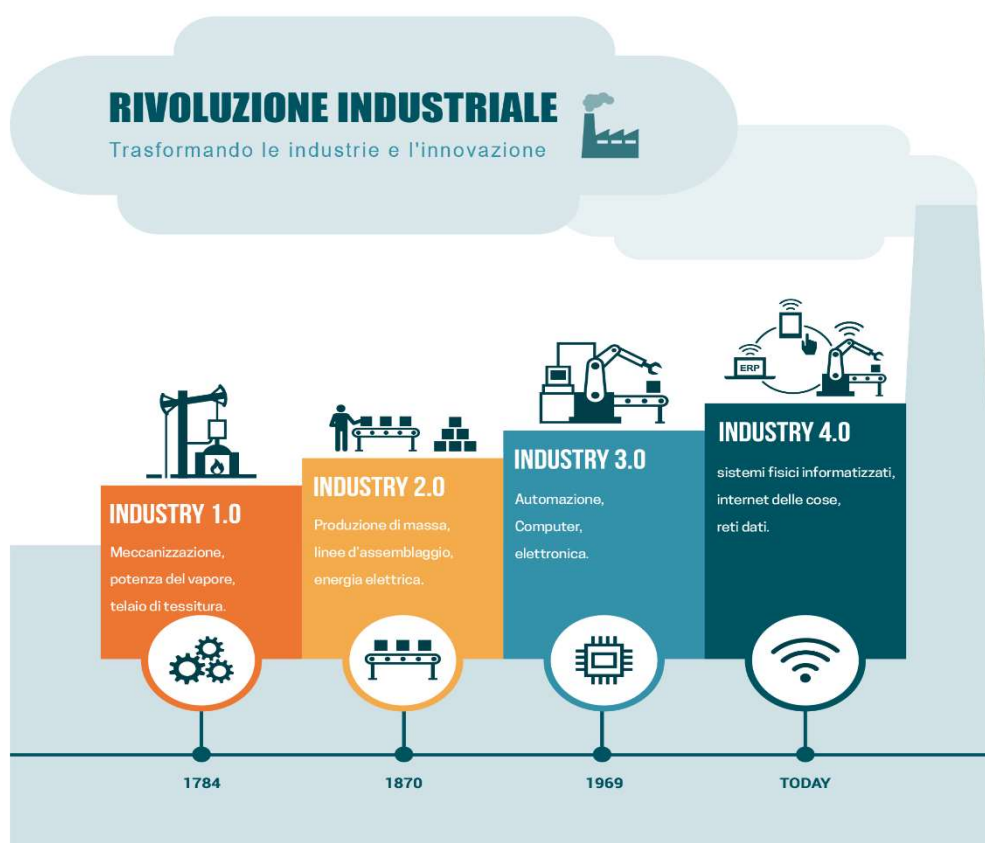 RIVOLUZIONE INDUSTRIALE
Trasformando le industrie e l'innovazione
ERP
INDUSTRY 1.0
Meccanizzazione,
potenza del vapore,
telaio di tessitura.
INDUSTRY 2.0
Produzione di massa,
linee d'assemblaggio,
energia elettrica.
INDUSTRY 3.0
Automazione,
Computer,
elettronica.
INDUSTRY 4.0
sistemi fisici informatizzati,
internet delle cose,
reti dati.
1784
1870
1969
TODAY